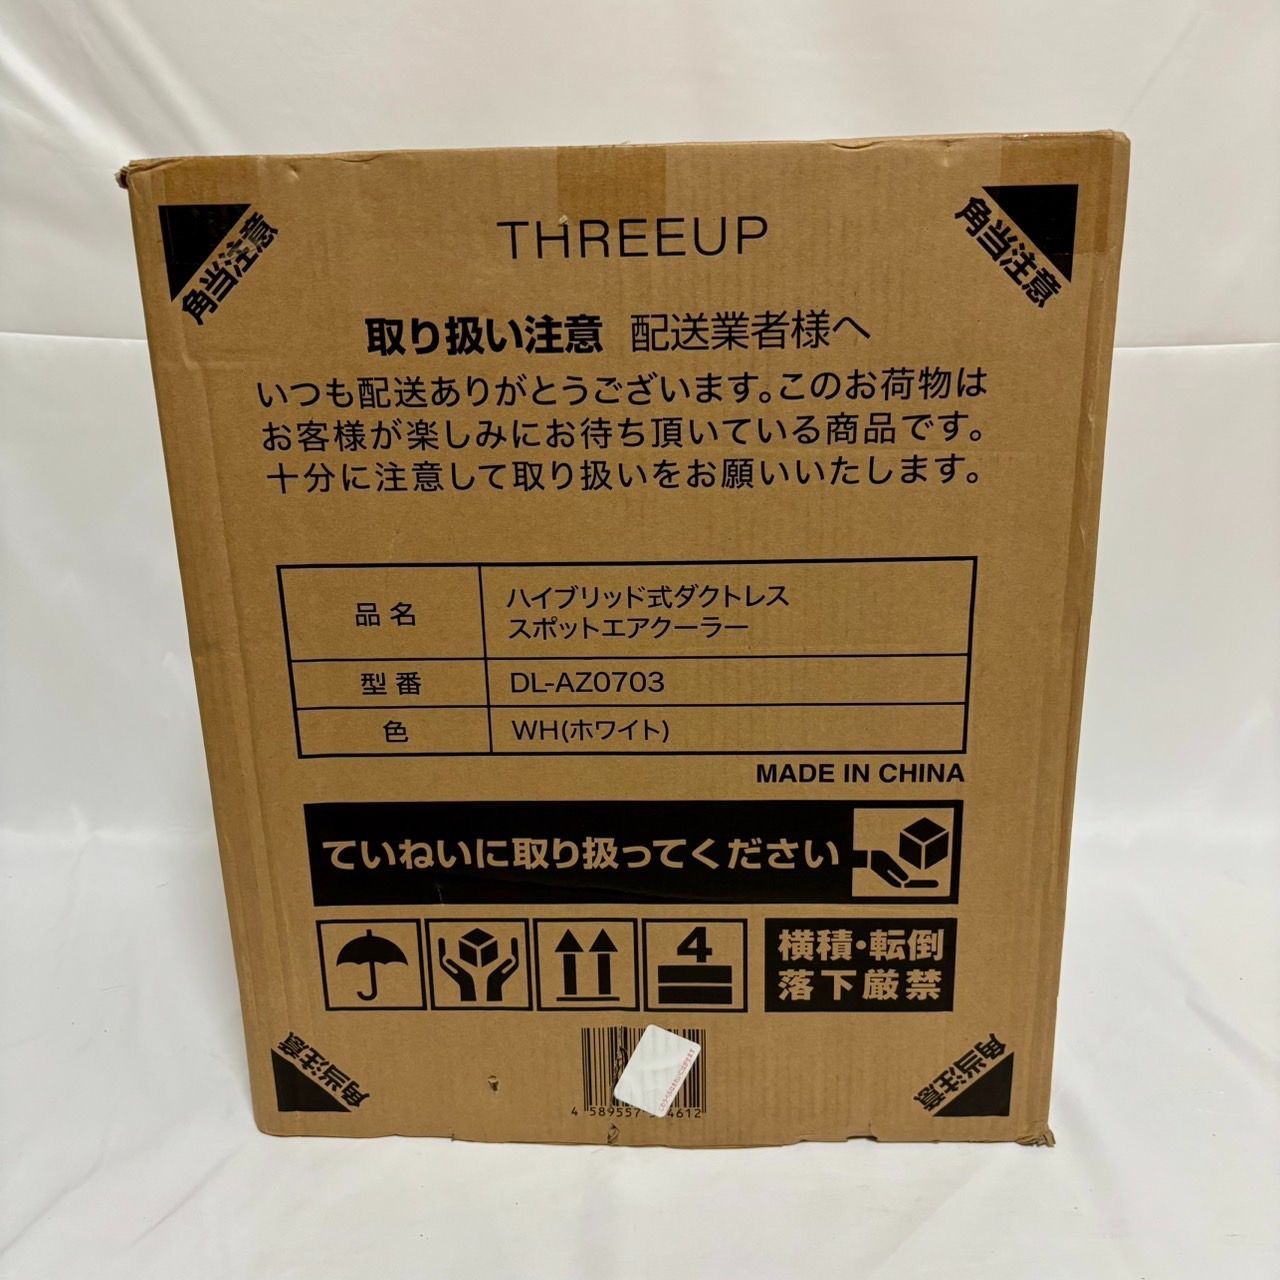 THREEUP
角当注意
角当注意
取り扱い注意 配送業者様へ
いつも配送ありがとうございます。このお荷物は
お客様が楽しみにお待ち頂いている商品です。
十分に注意して取り扱いをお願いいたします。
品名 ハイブリッド式ダクトレス
スポットエアクーラー
型番 DL-AZ0703
色 WH(ホワイト)
MADE IN CHINA
ていねいに取り扱ってください
4
横積・転倒
落下厳禁
角当注意
角当注意
4 589557
4612